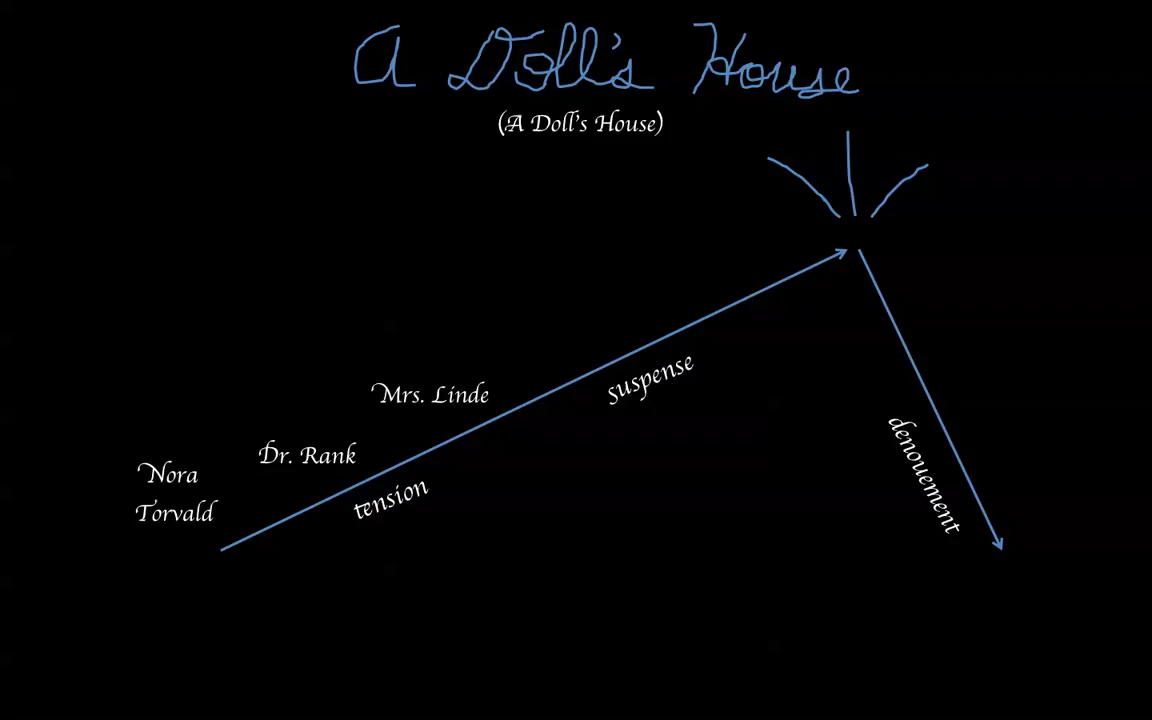 A Doll's House
(A Doll's House)
suspense
Mrs. Linde
Dr. Rank
Nora
Torvald
tension
denouement